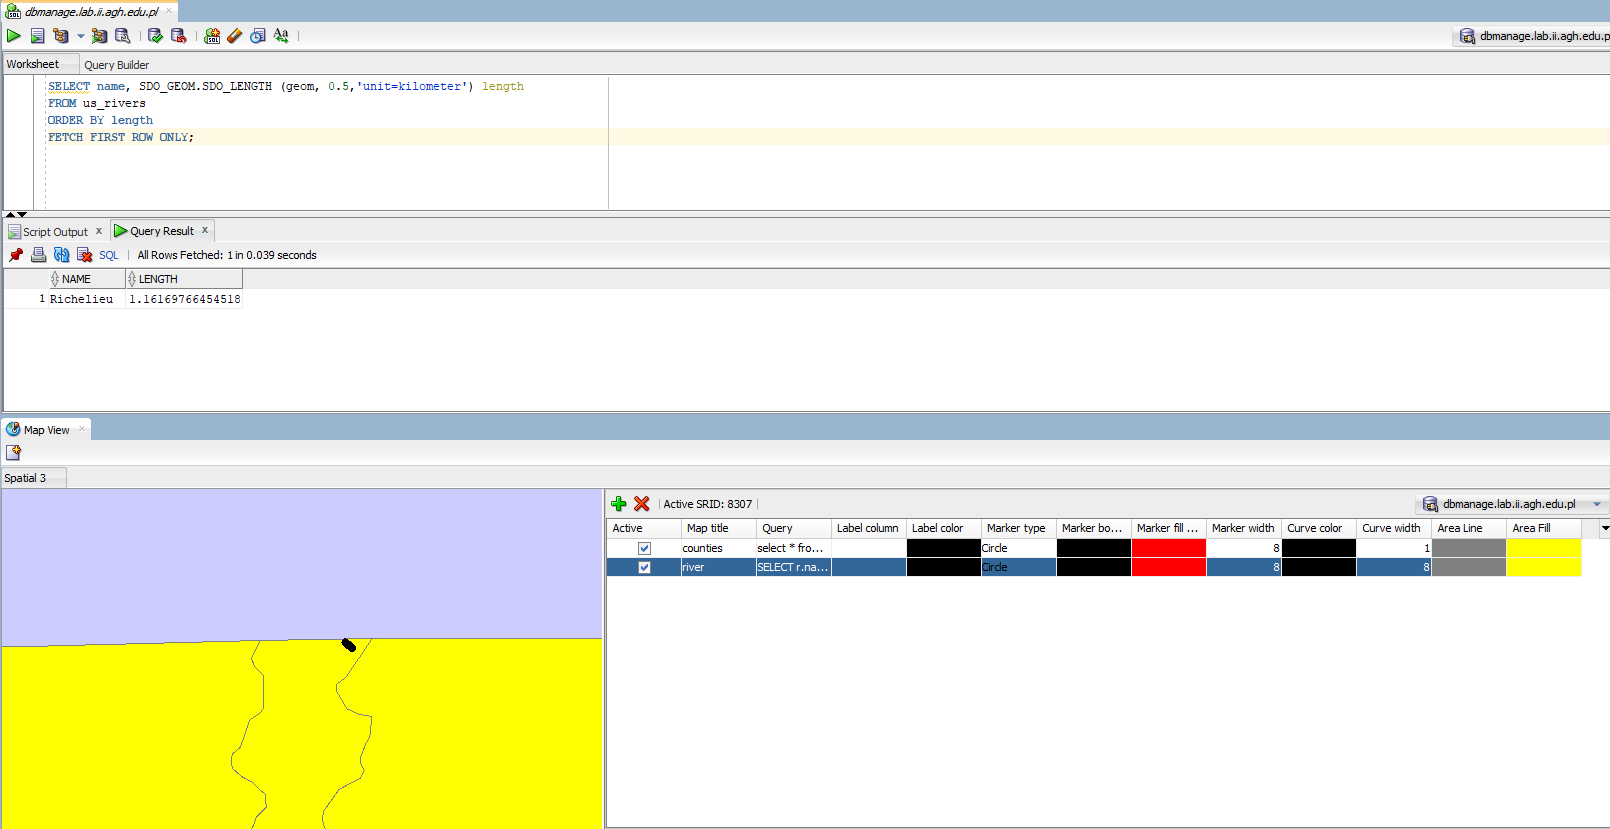 dbmanage.lab.ii.agh.edu.pl
dbmanage.lab.ii.agh.edu.p
Worksheet Query Builder
SELECT name, SDO_GEOM.SDO_LENGTH (geom, 0.5,'unit=kilometer') length
FROM us_rivers
ORDER BY length
FETCH FIRST ROW ONLY;
Script Output x Query Result x
SQL All Rows Fetched: 1 in 0.039 seconds
NAME LENGTH
1 Richelieu 1.16169766454518
Map View
Spatial 3
Active SRID: 8307 dbmanage.lab.ii.agh.edu.pl
Active Map title Query Label column Label color Marker type Marker bo... Marker fill ... Marker width Curve color Curve width Area Line Area Fill
counties select * fro... Circle 8 1
river SELECT r.na... Circle 8 8